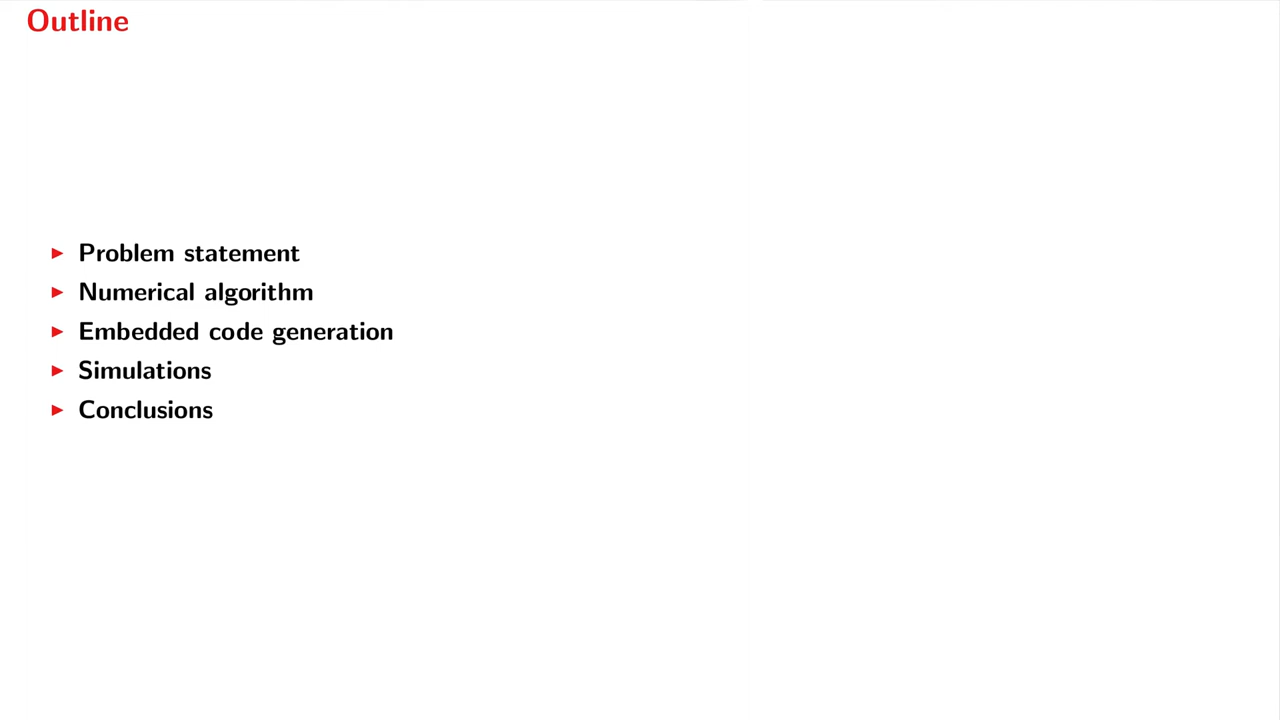 Outline
Problem statement
Numerical algorithm
Embedded code generation
Simulations
Conclusions